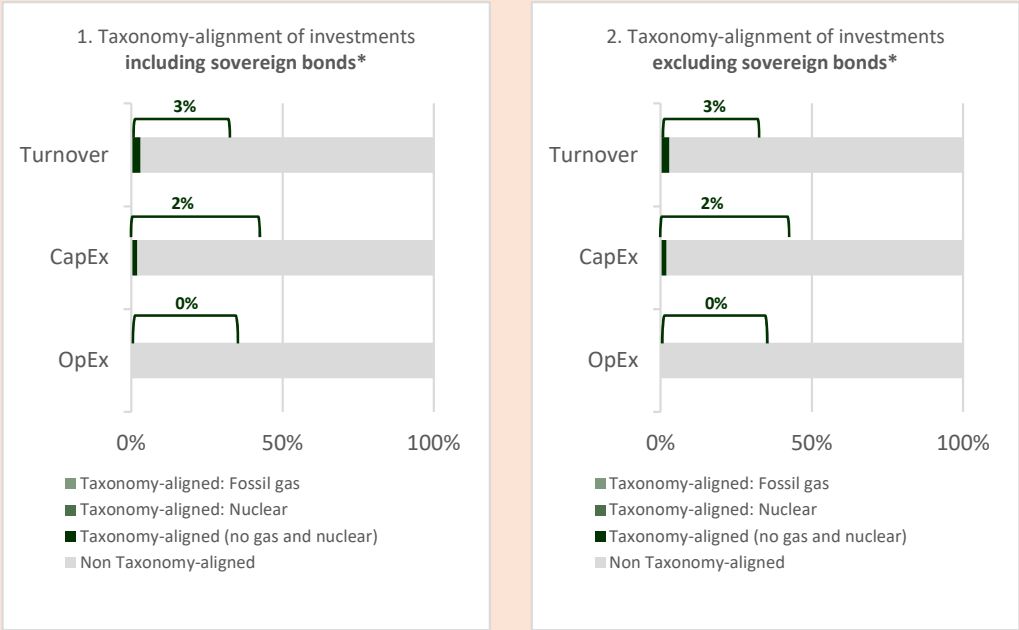 1. Taxonomy-alignment of investments
including sovereign bonds*
3%
Turnover
2%
CapEx
0%
OpEx
0%
50%
100%
Taxonomy-aligned: Fossil gas
Taxonomy-aligned: Nuclear
Taxonomy-aligned (no gas and nuclear)
Non Taxonomy-aligned
2. Taxonomy-alignment of investments
excluding sovereign bonds*
3%
Turnover
2%
CapEx
0%
OpEx
0%
50%
100%
Taxonomy-aligned: Fossil gas
Taxonomy-aligned: Nuclear
Taxonomy-aligned (no gas and nuclear)
Non Taxonomy-aligned